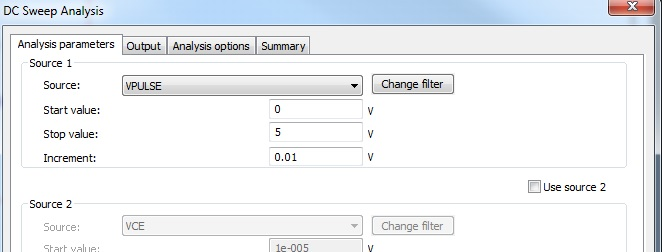 DC Sweep Analysis
Analysis parameters Output Analysis options Summary
Source 1
Source: VPULSE Change filter
Start value: 0 V
Stop value: 5 V
Increment: 0.01 V
Use source 2
Source 2
Source: VCE Change filter
Start value: 1e-005 V